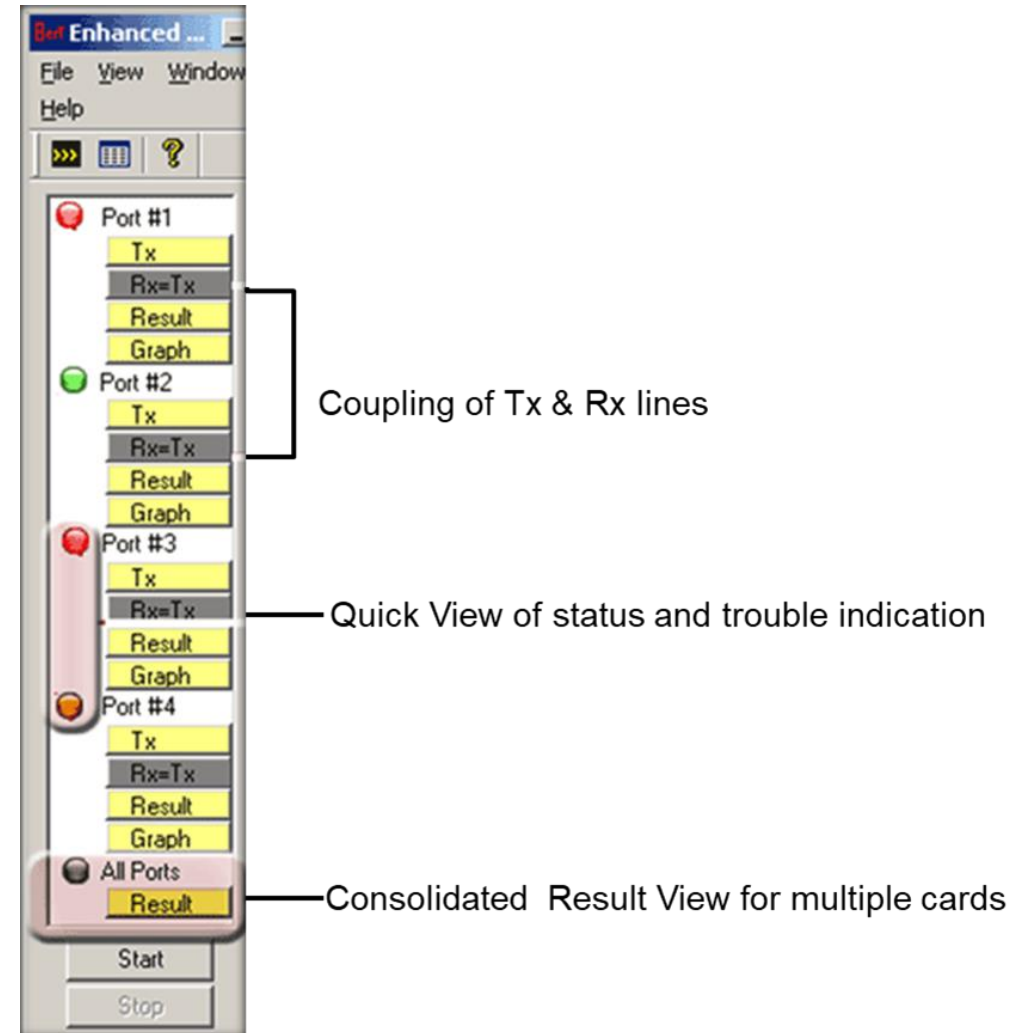 Bert Enhanced ...
File View Window
Help
>>> ?
Port #1
Tx
Rx=Tx
Result
Graph
Port #2
Tx
Rx=Tx
Result
Graph
Coupling of Tx & Rx lines
Port #3
Tx
Rx=Tx
Result
Graph
Quick View of status and trouble indication
Port #4
Tx
Rx=Tx
Result
Graph
All Ports
Result
Consolidated Result View for multiple cards
Start
Stop